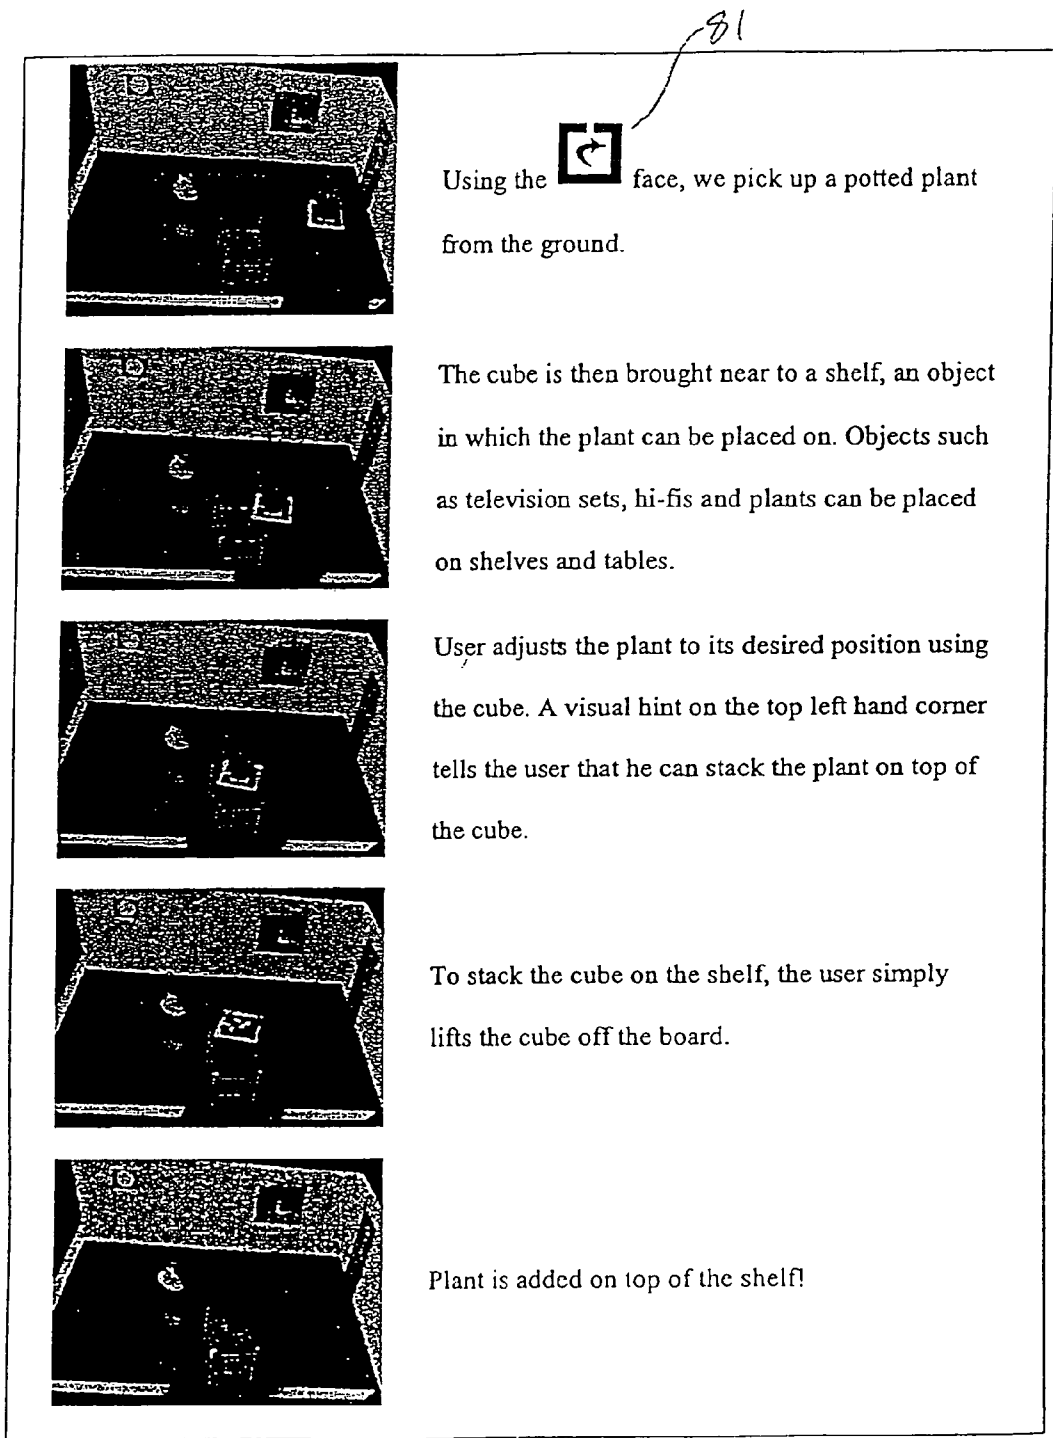 81
Using the face, we pick up a potted plant
from the ground.
The cube is then brought near to a shelf, an object
in which the plant can be placed on. Objects such
as television sets, hi-fis and plants can be placed
on shelves and tables.
User adjusts the plant to its desired position using
the cube. A visual hint on the top left hand corner
tells the user that he can stack the plant on top of
the cube.
To stack the cube on the shelf, the user simply
lifts the cube off the board.
Plant is added on top of the shelf!